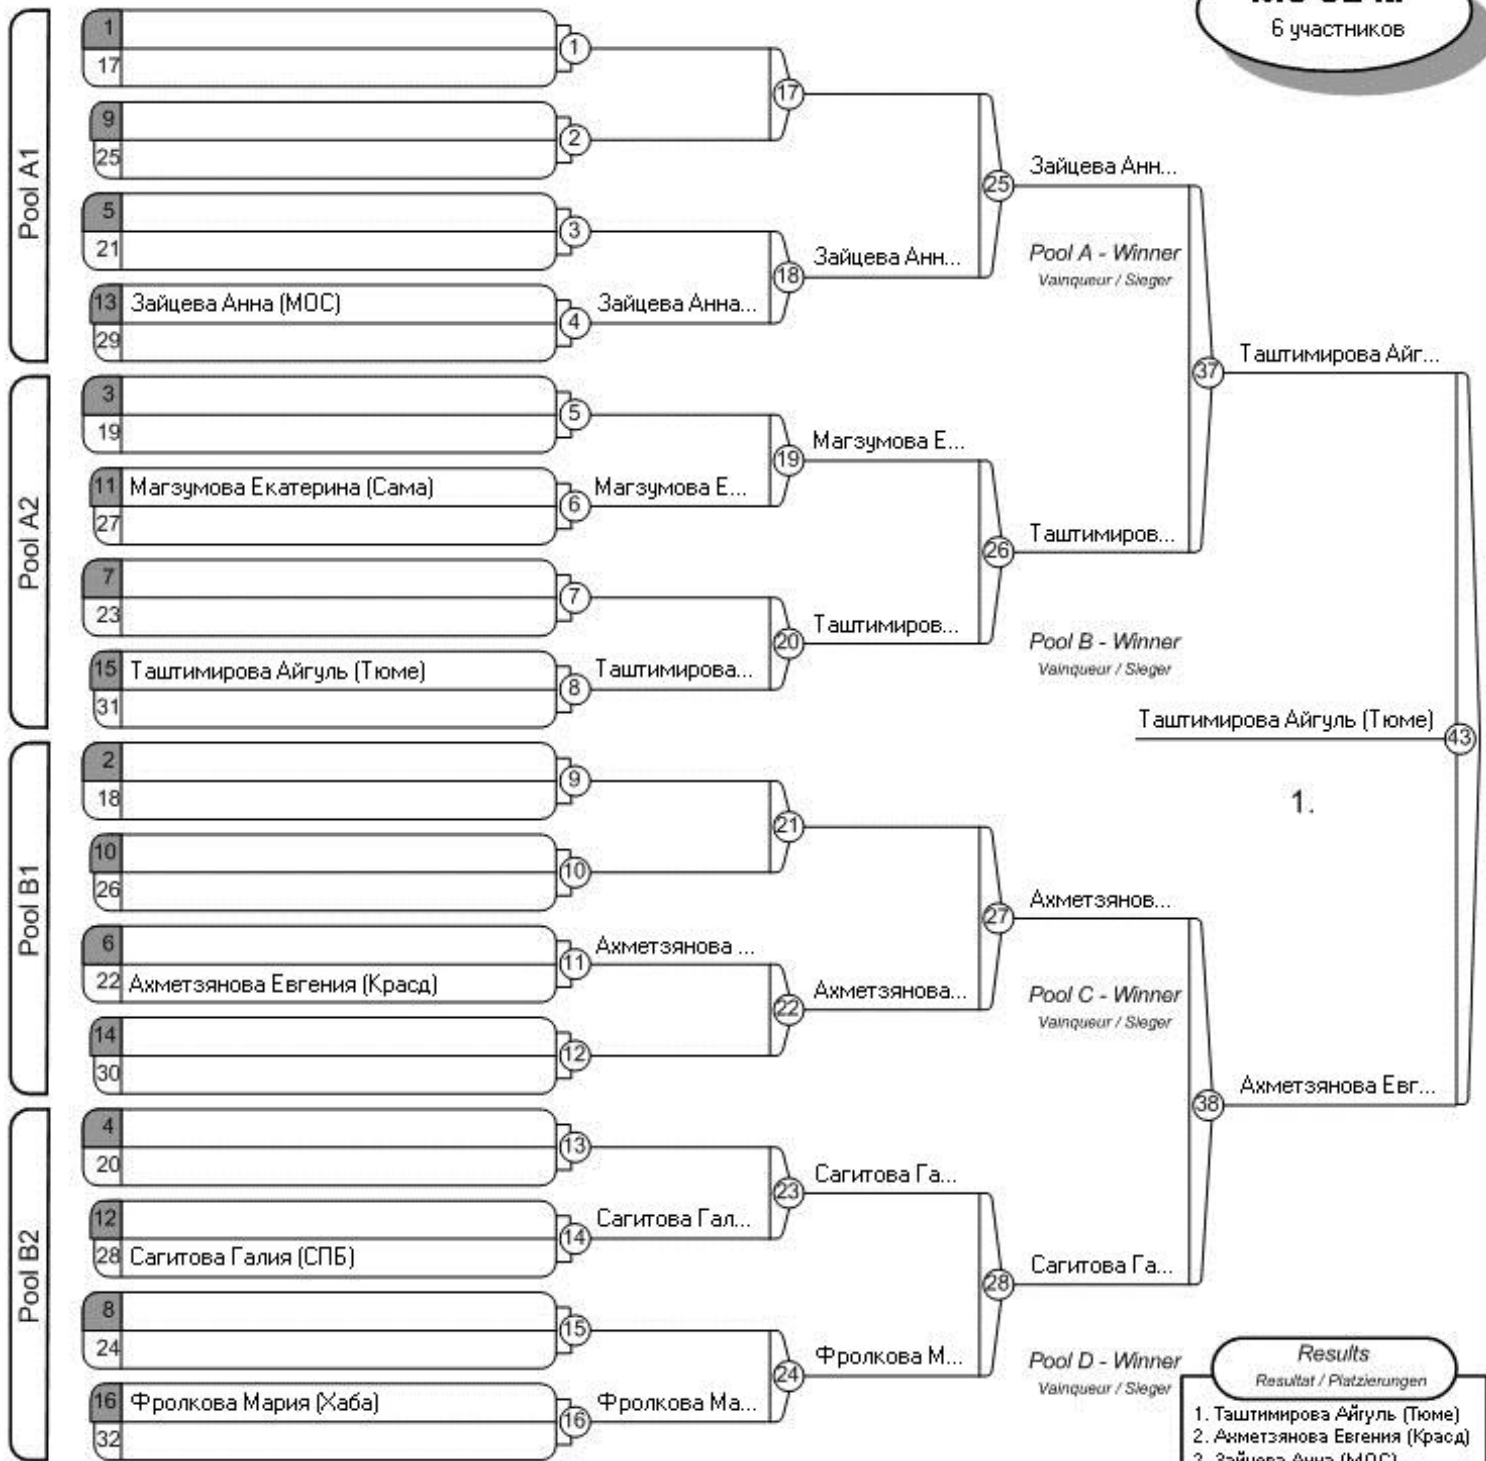 6 участников
Pool A1
1
17
1
17
9
25
2
25
Зайцева Анн...
5
21
3
Pool A - Winner
Vainqueur / Sieger
18
Зайцева Анн...
13 Зайцева Анна (МОС)
29
4
Зайцева Анна...
37
Таштимирова Айг...
Pool A2
3
19
5
19
Магзумова Е...
11 Магзумова Екатерина (Сама)
27
6
Магзумова Е...
26
Таштимиров...
7
23
7
20
Таштимиров...
Pool B - Winner
Vainqueur / Sieger
15 Таштимирова Айгуль (Тюме)
31
8
Таштимирова...
Таштимирова Айгуль (Тюме)
43
1.
Pool B1
2
18
9
21
10
26
10
27
Ахметзянов...
6
22 Ахметзянова Евгения (Красд)
11
Ахметзянова ...
22
Ахметзянова...
Pool C - Winner
Vainqueur / Sieger
14
30
12
38
Ахметзянова Евг...
Pool B2
4
20
13
23
Сагитова Га...
12
28 Сагитова Галия (СПБ)
14
Сагитова Гал...
28
Сагитова Га...
8
24
15
24
Фролкова М...
Pool D - Winner
Vainqueur / Sieger
16 Фролкова Мария (Хаба)
32
16
Фролкова Ма...
Results
Resultat / Platzierungen
1. Таштимирова Айгуль (Тюме)
2. Ахметзянова Евгения (Красд)